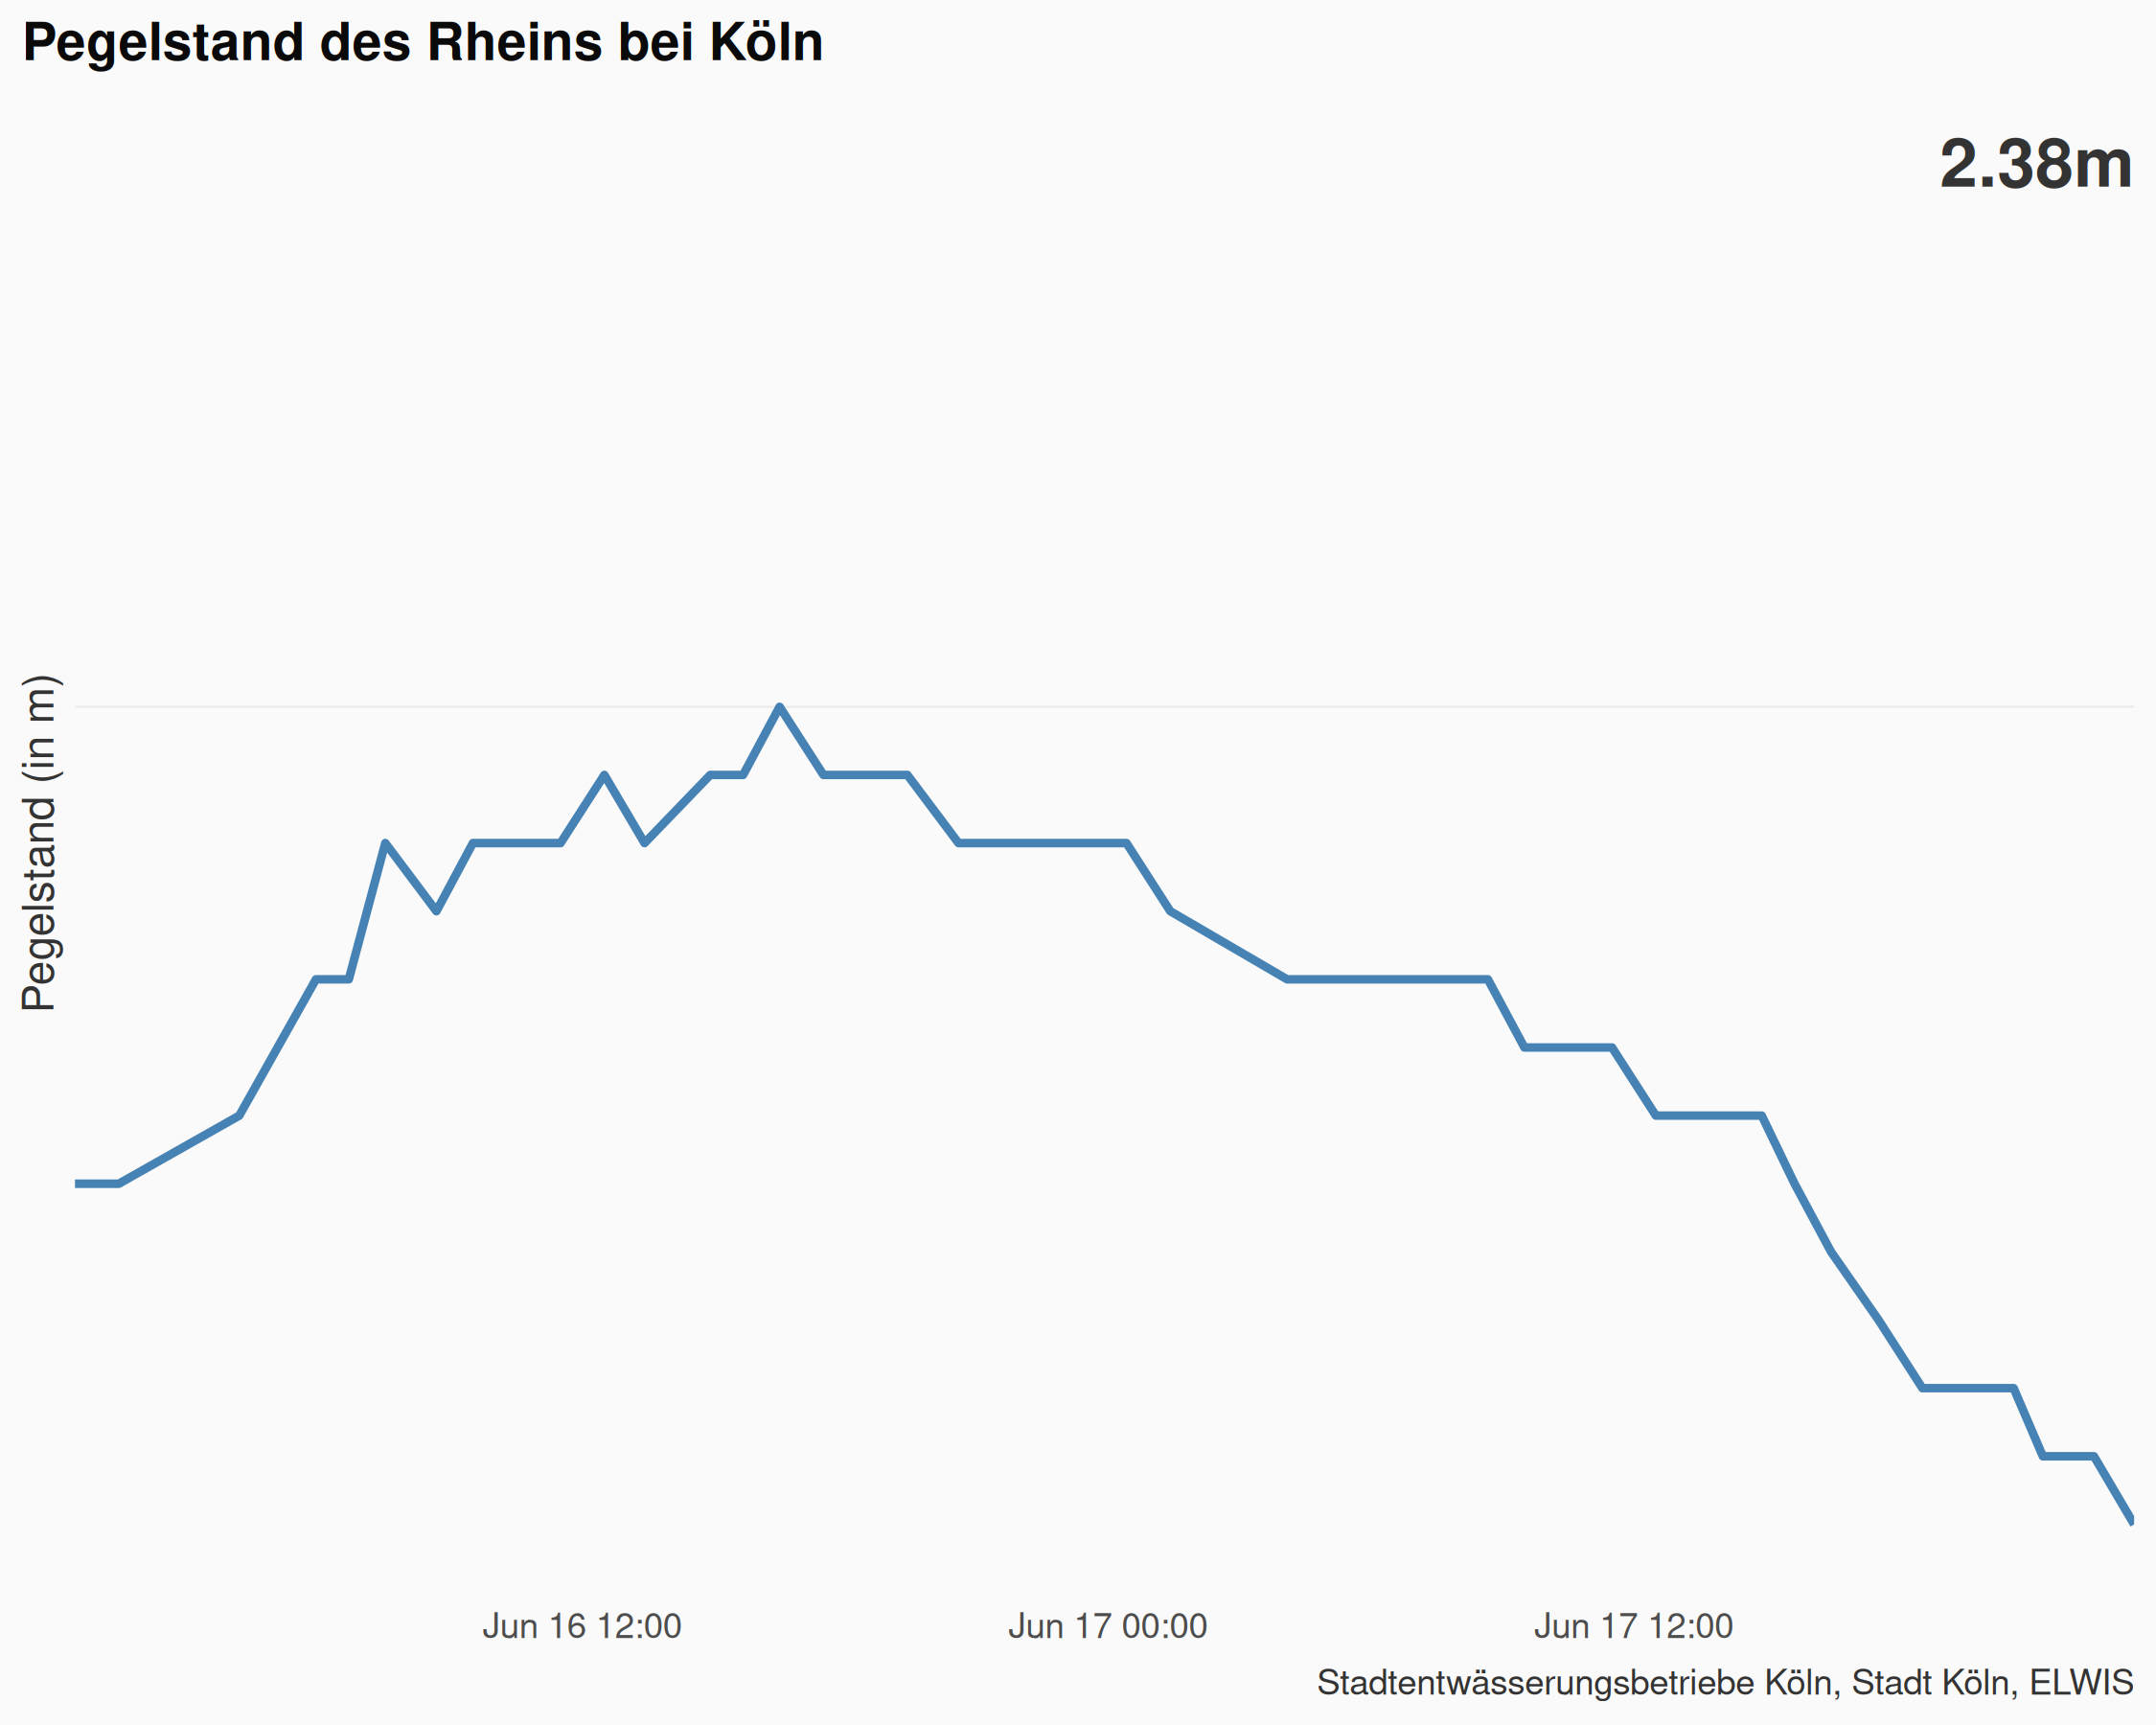 Pegelstand des Rheins bei Köln
2.38m
Pegelstand (in m)
Jun 16 12:00
Jun 17 00:00
Jun 17 12:00
Stadtentwässerungsbetriebe Köln, Stadt Köln, ELWIS